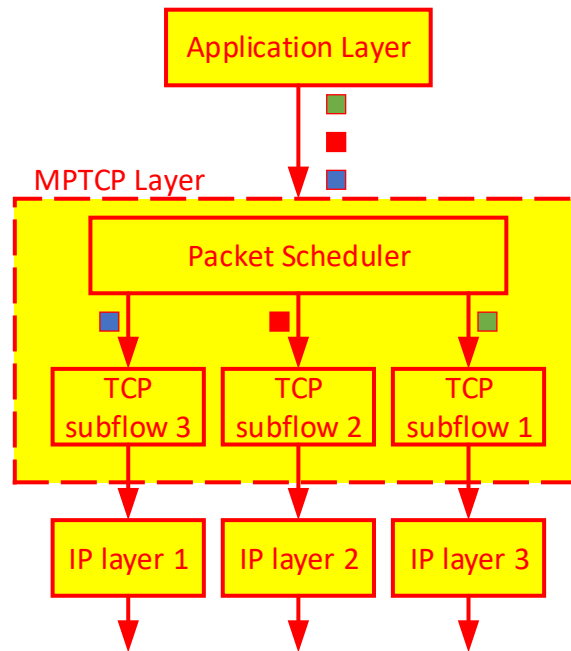 Application Layer
MPTCP Layer
Packet Scheduler
TCP
subflow 3
TCP
subflow 2
TCP
subflow 1
IP layer 1
IP layer 2
IP layer 3